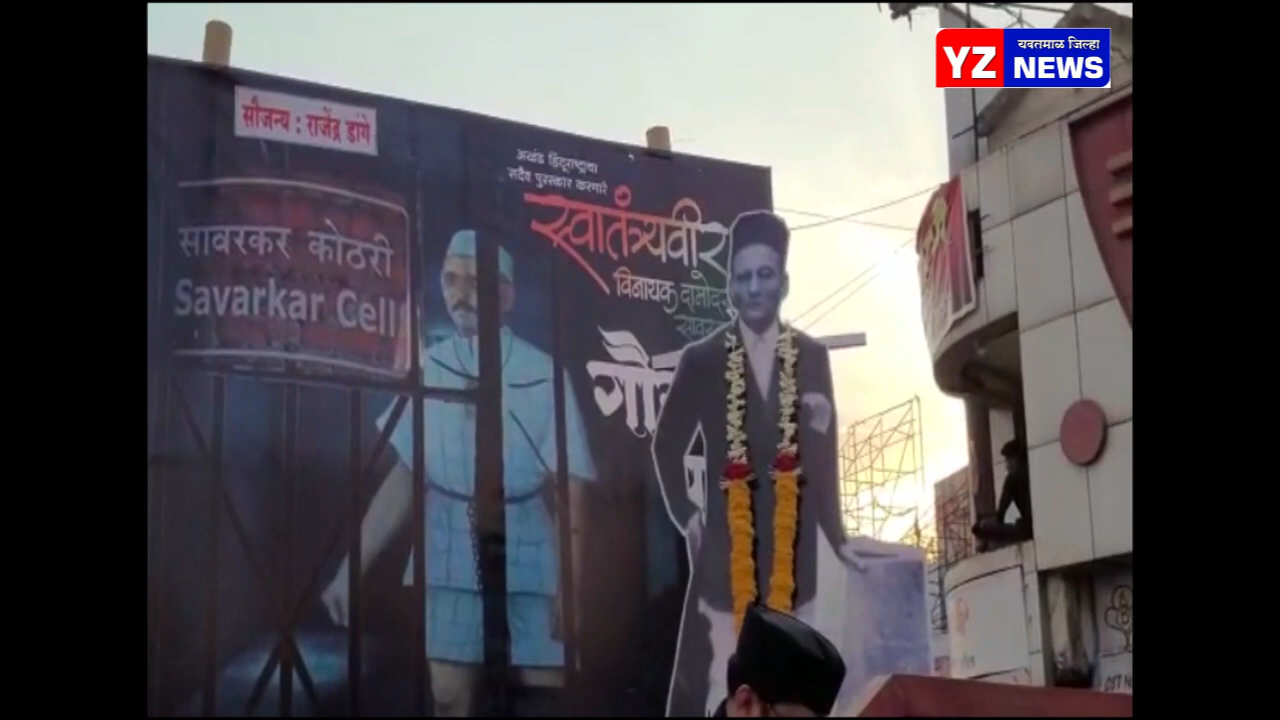 यवतमाळ जिल्हा
YZ NEWS
सौजन्य : राजेंद्र डांगे
अखंड हिंदूराष्ट्राचा
सदैव पुरस्कार करणारे
स्वातंत्र्यवीर
विनायक दामोदर
सावरकर कोठरी
Savarkar Cell